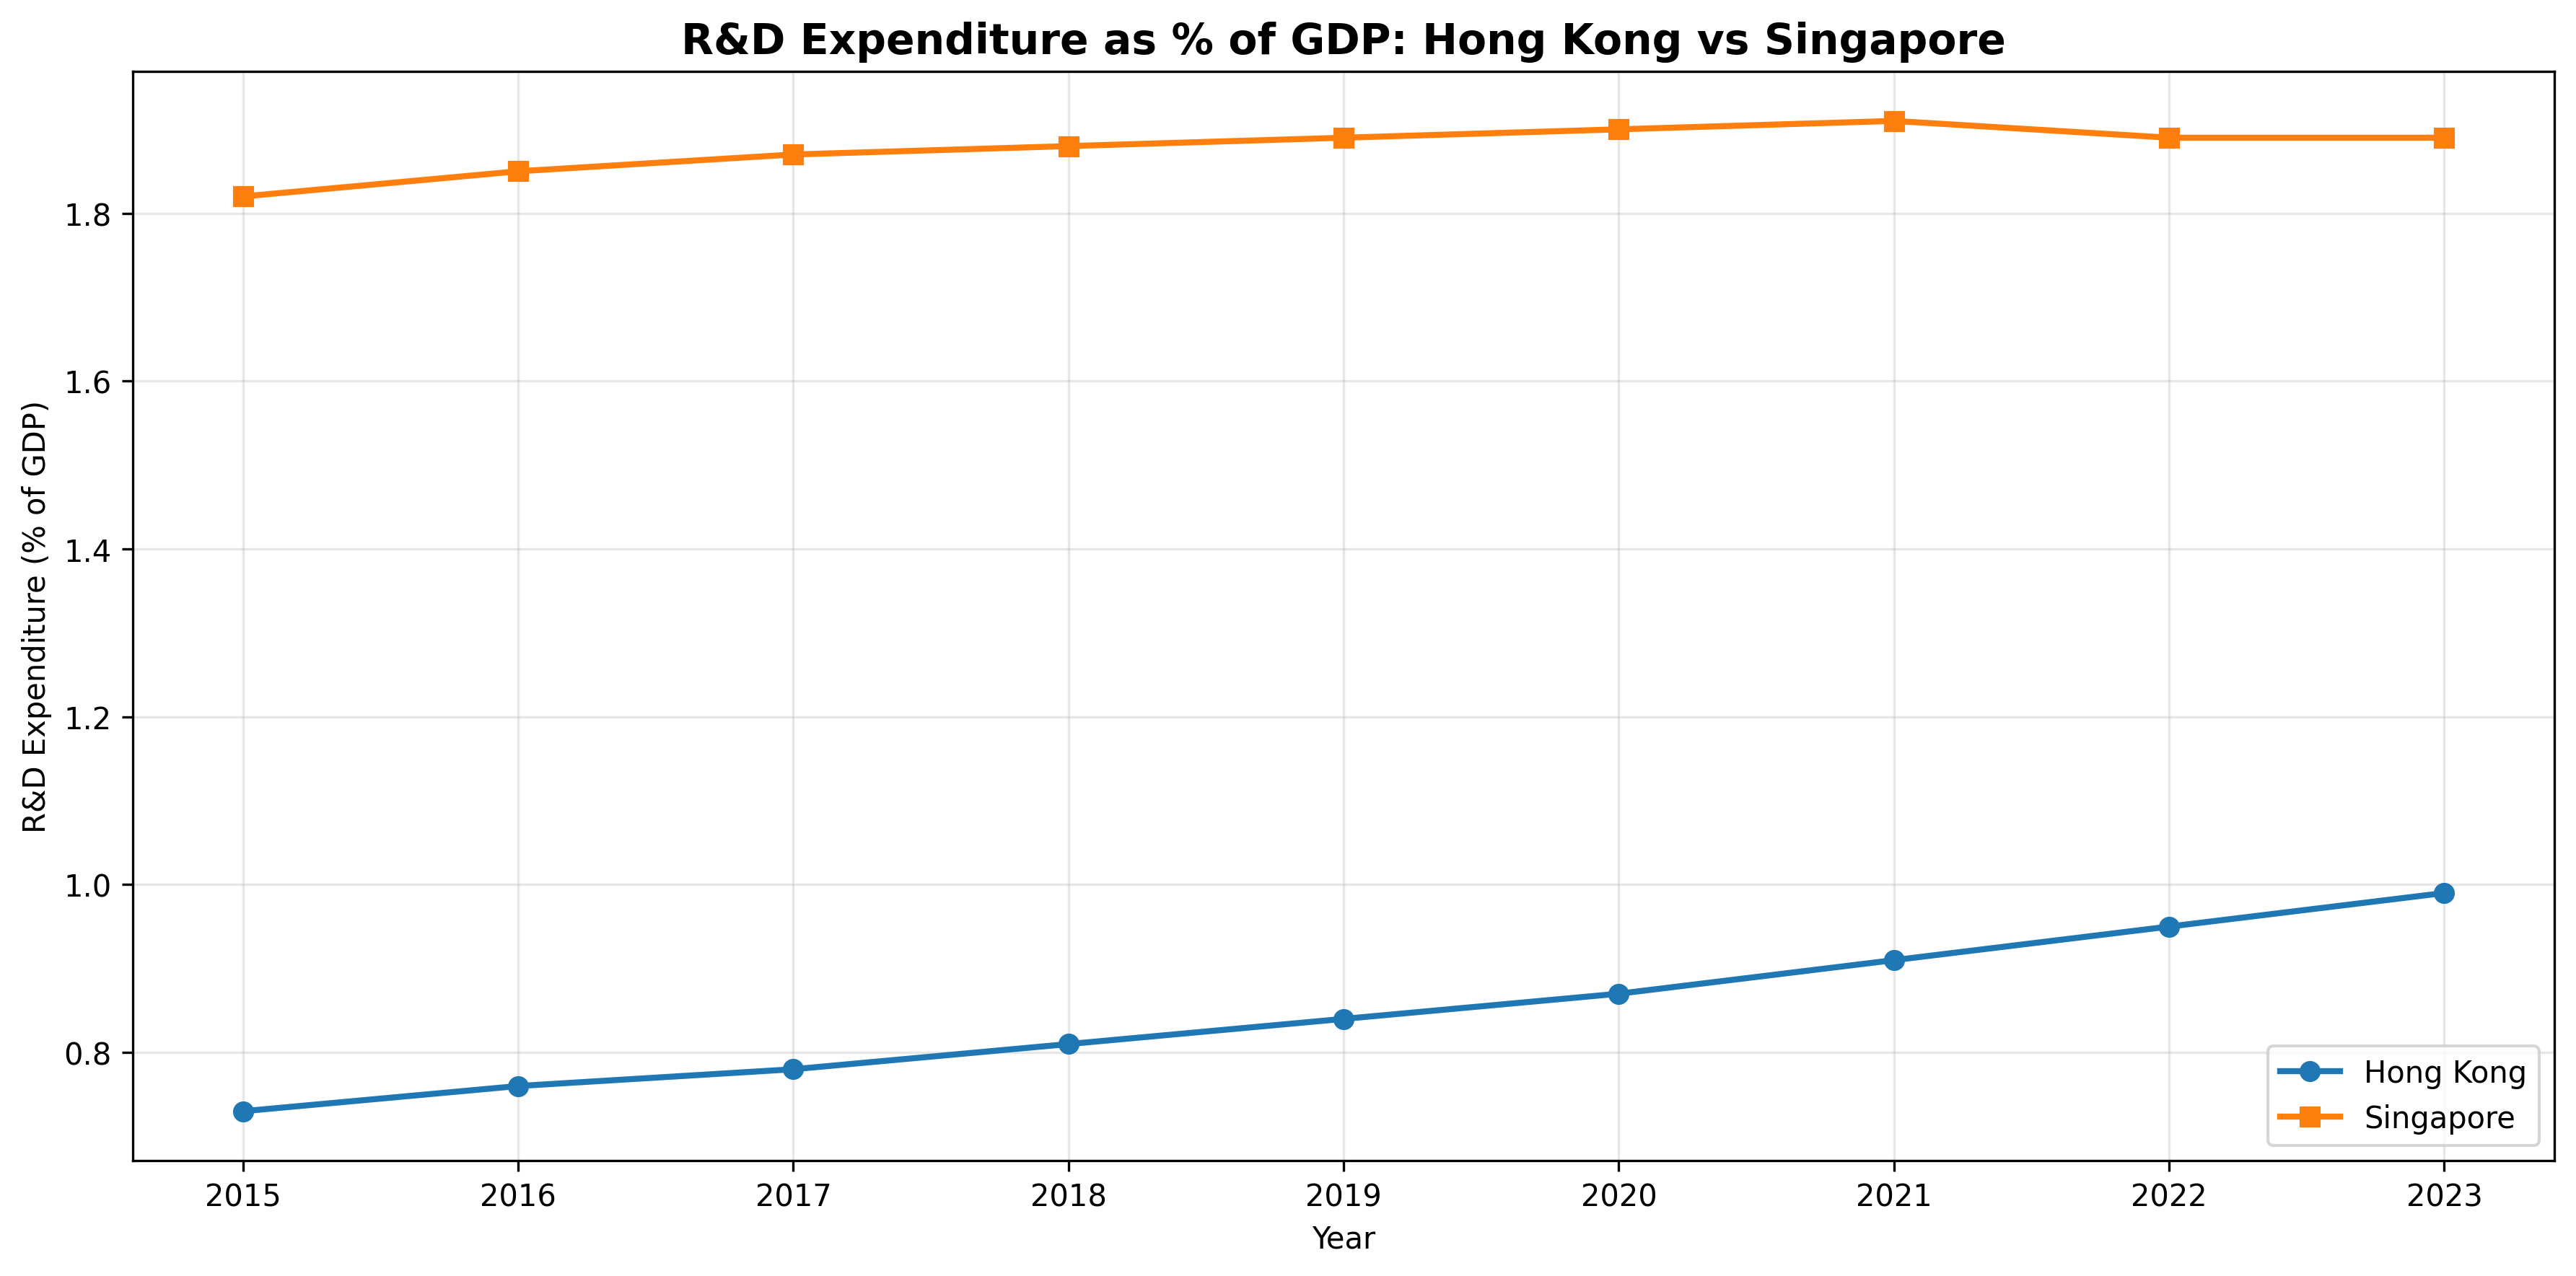 R&D Expenditure as % of GDP: Hong Kong vs Singapore
R&D Expenditure (% of GDP)
1.8
1.6
1.4
1.2
1.0
0.8
Hong Kong
Singapore
2015 2016 2017 2018 2019 2020 2021 2022 2023
Year